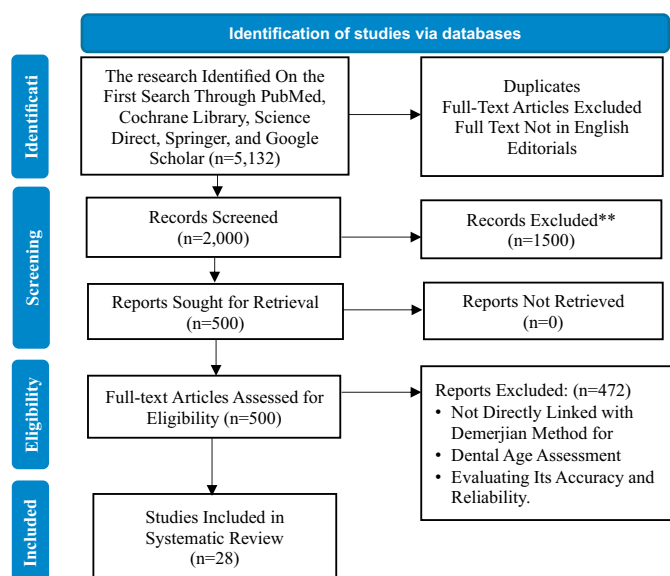 Identification of studies via databases
Identificati
The research Identified On the
First Search Through PubMed,
Cochrane Library, Science
Direct, Springer, and Google
Scholar (n=5,132)
Duplicates
Full-Text Articles Excluded
Full Text Not in English
Editorials
Screening
Records Screened
(n=2,000)
Records Excluded**
(n=1500)
Reports Sought for Retrieval
(n=500)
Reports Not Retrieved
(n=0)
Eligibility
Full-text Articles Assessed for
Eligibility (n=500)
Reports Excluded: (n=472)
• Not Directly Linked with
Demerjian Method for
• Dental Age Assessment
• Evaluating Its Accuracy and
Reliability.
Included
Studies Included in
Systematic Review
(n=28)